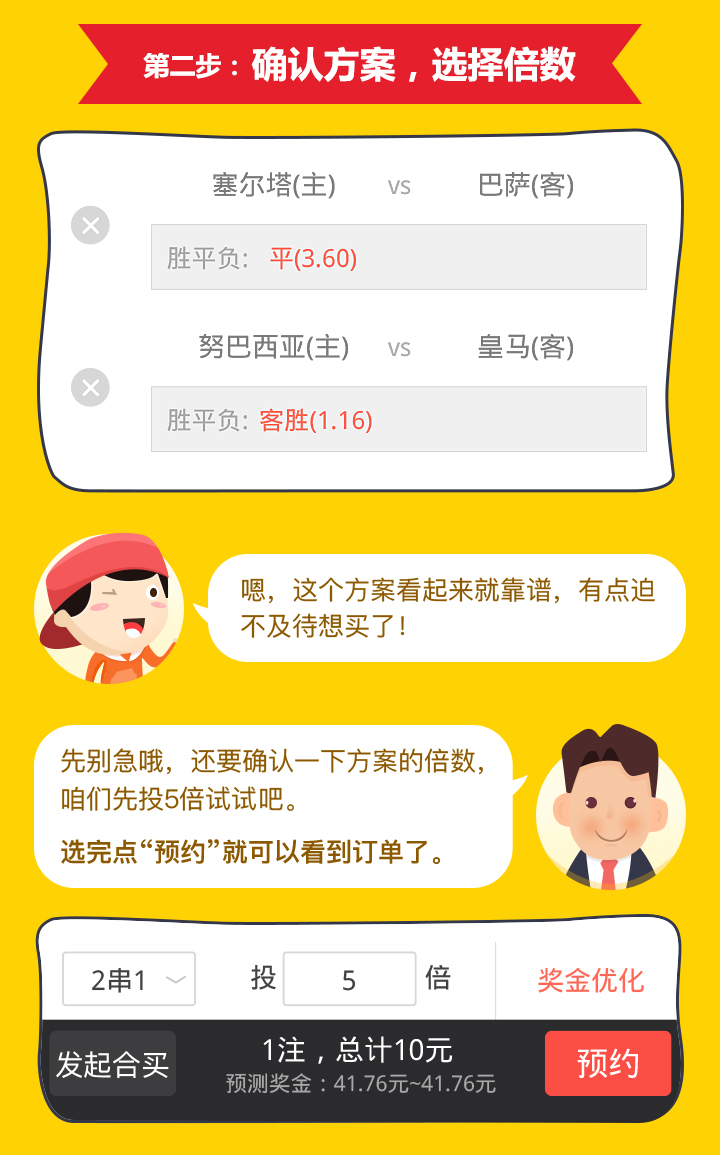 第二步：确认方案，选择倍数
塞尔塔(主) vs 巴萨(客)
胜平负: 平(3.60)
努巴西亚(主) vs 皇马(客)
胜平负: 客胜(1.16)
嗯，这个方案看起来就靠谱，有点迫
不及待想买了！
先别急哦，还要确认一下方案的倍数，
咱们先投5倍试试吧。
选完点“预约”就可以看到订单了。
2串1 投 5 倍 奖金优化
发起合买 1注，总计10元 预约
预测奖金：41.76元~41.76元